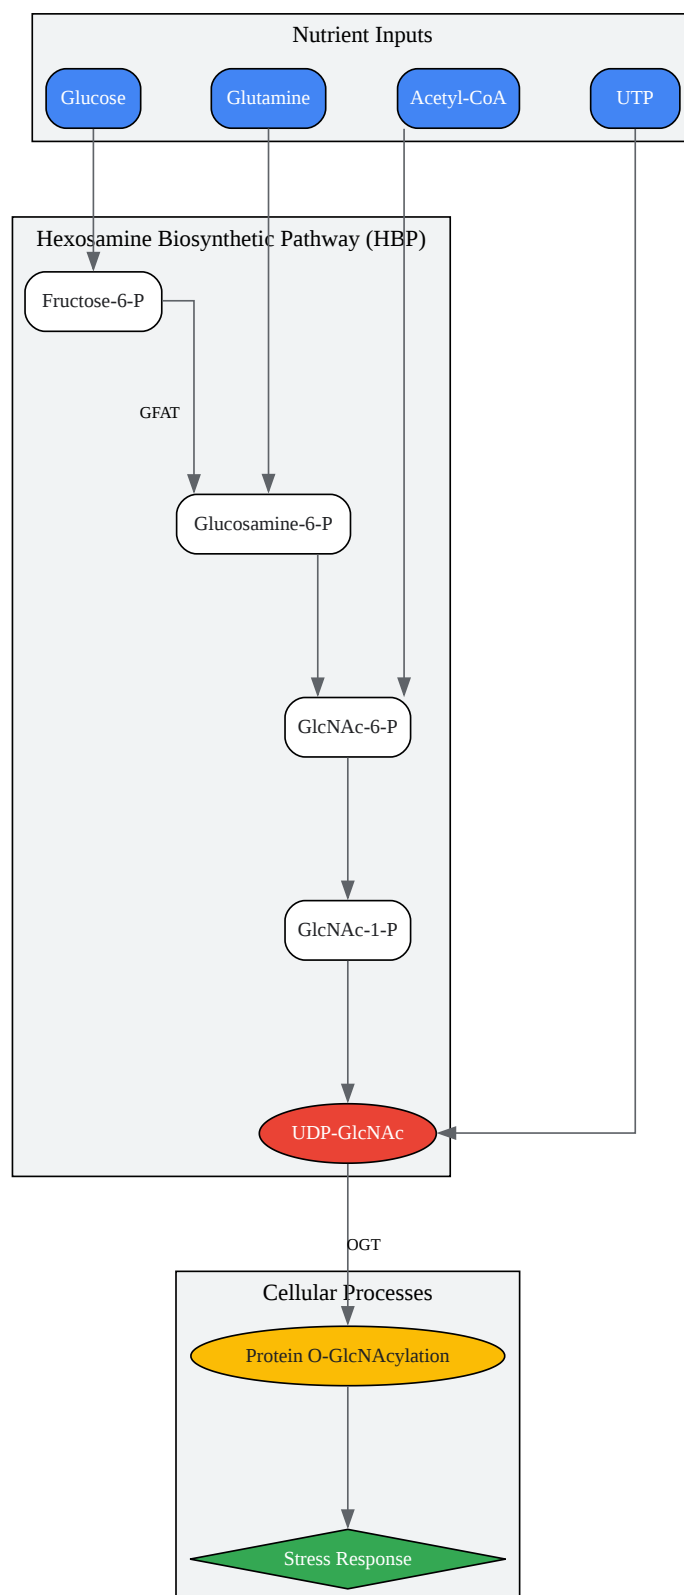 Nutrient Inputs
Glucose
Glutamine
Acetyl-CoA
UTP
Hexosamine Biosynthetic Pathway (HBP)
Fructose-6-P
GFAT
Glucosamine-6-P
GlcNAc-6-P
GlcNAc-1-P
UDP-GlcNAc
OGT
Cellular Processes
Protein O-GlcNAcylation
Stress Response